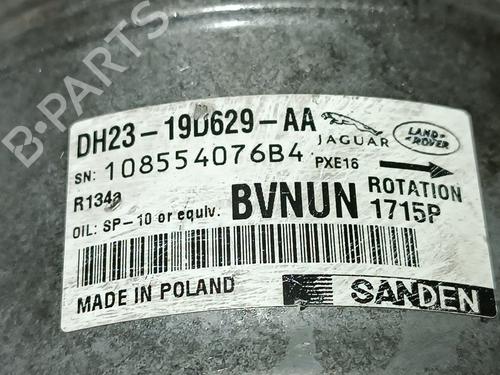 B-PARTS
DH23-19D629-AA
JAGUAR
LAND-
ROVER
SN: 108554076B4
PXE16
R134a
ROTATION
OIL: SP-10 or equiv.
BVNUN
1715P
MADE IN POLAND
SANDEN